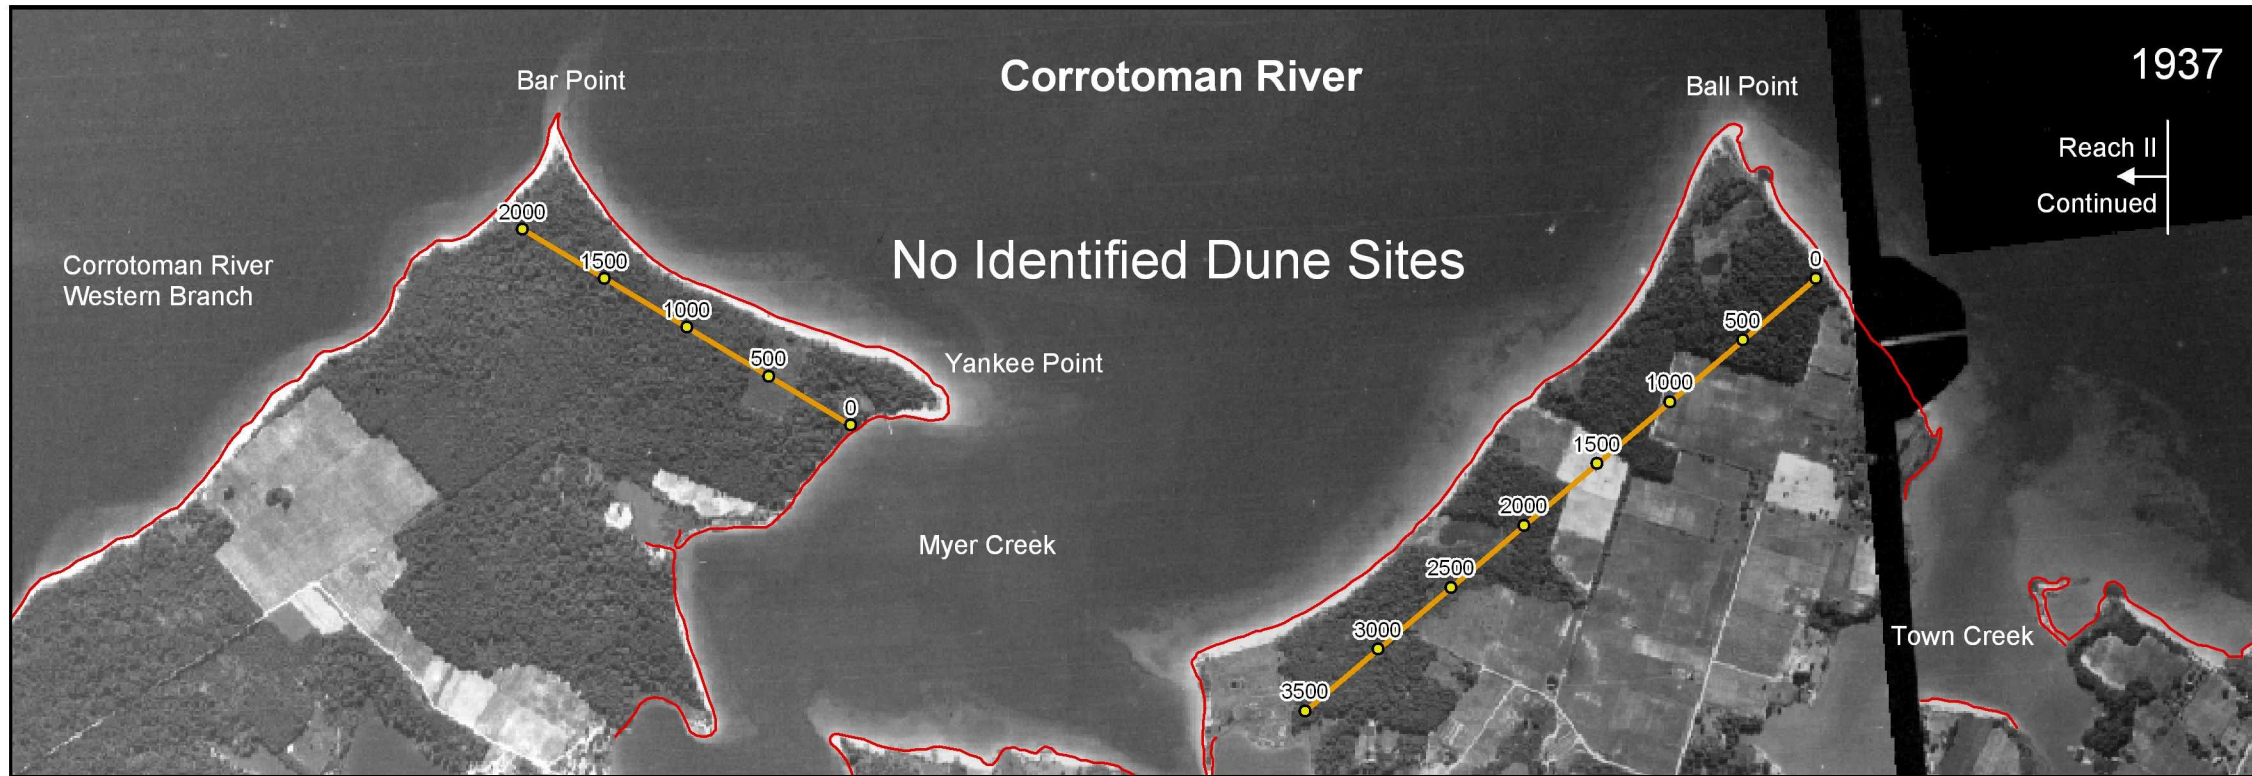 Corrotoman River
1937
Bar Point
Ball Point
Reach II
Continued
2000
1500
1000
500
0
Corrotoman River
Western Branch
No Identified Dune Sites
Yankee Point
Myer Creek
0
500
1000
1500
2000
2500
3000
3500
Town Creek